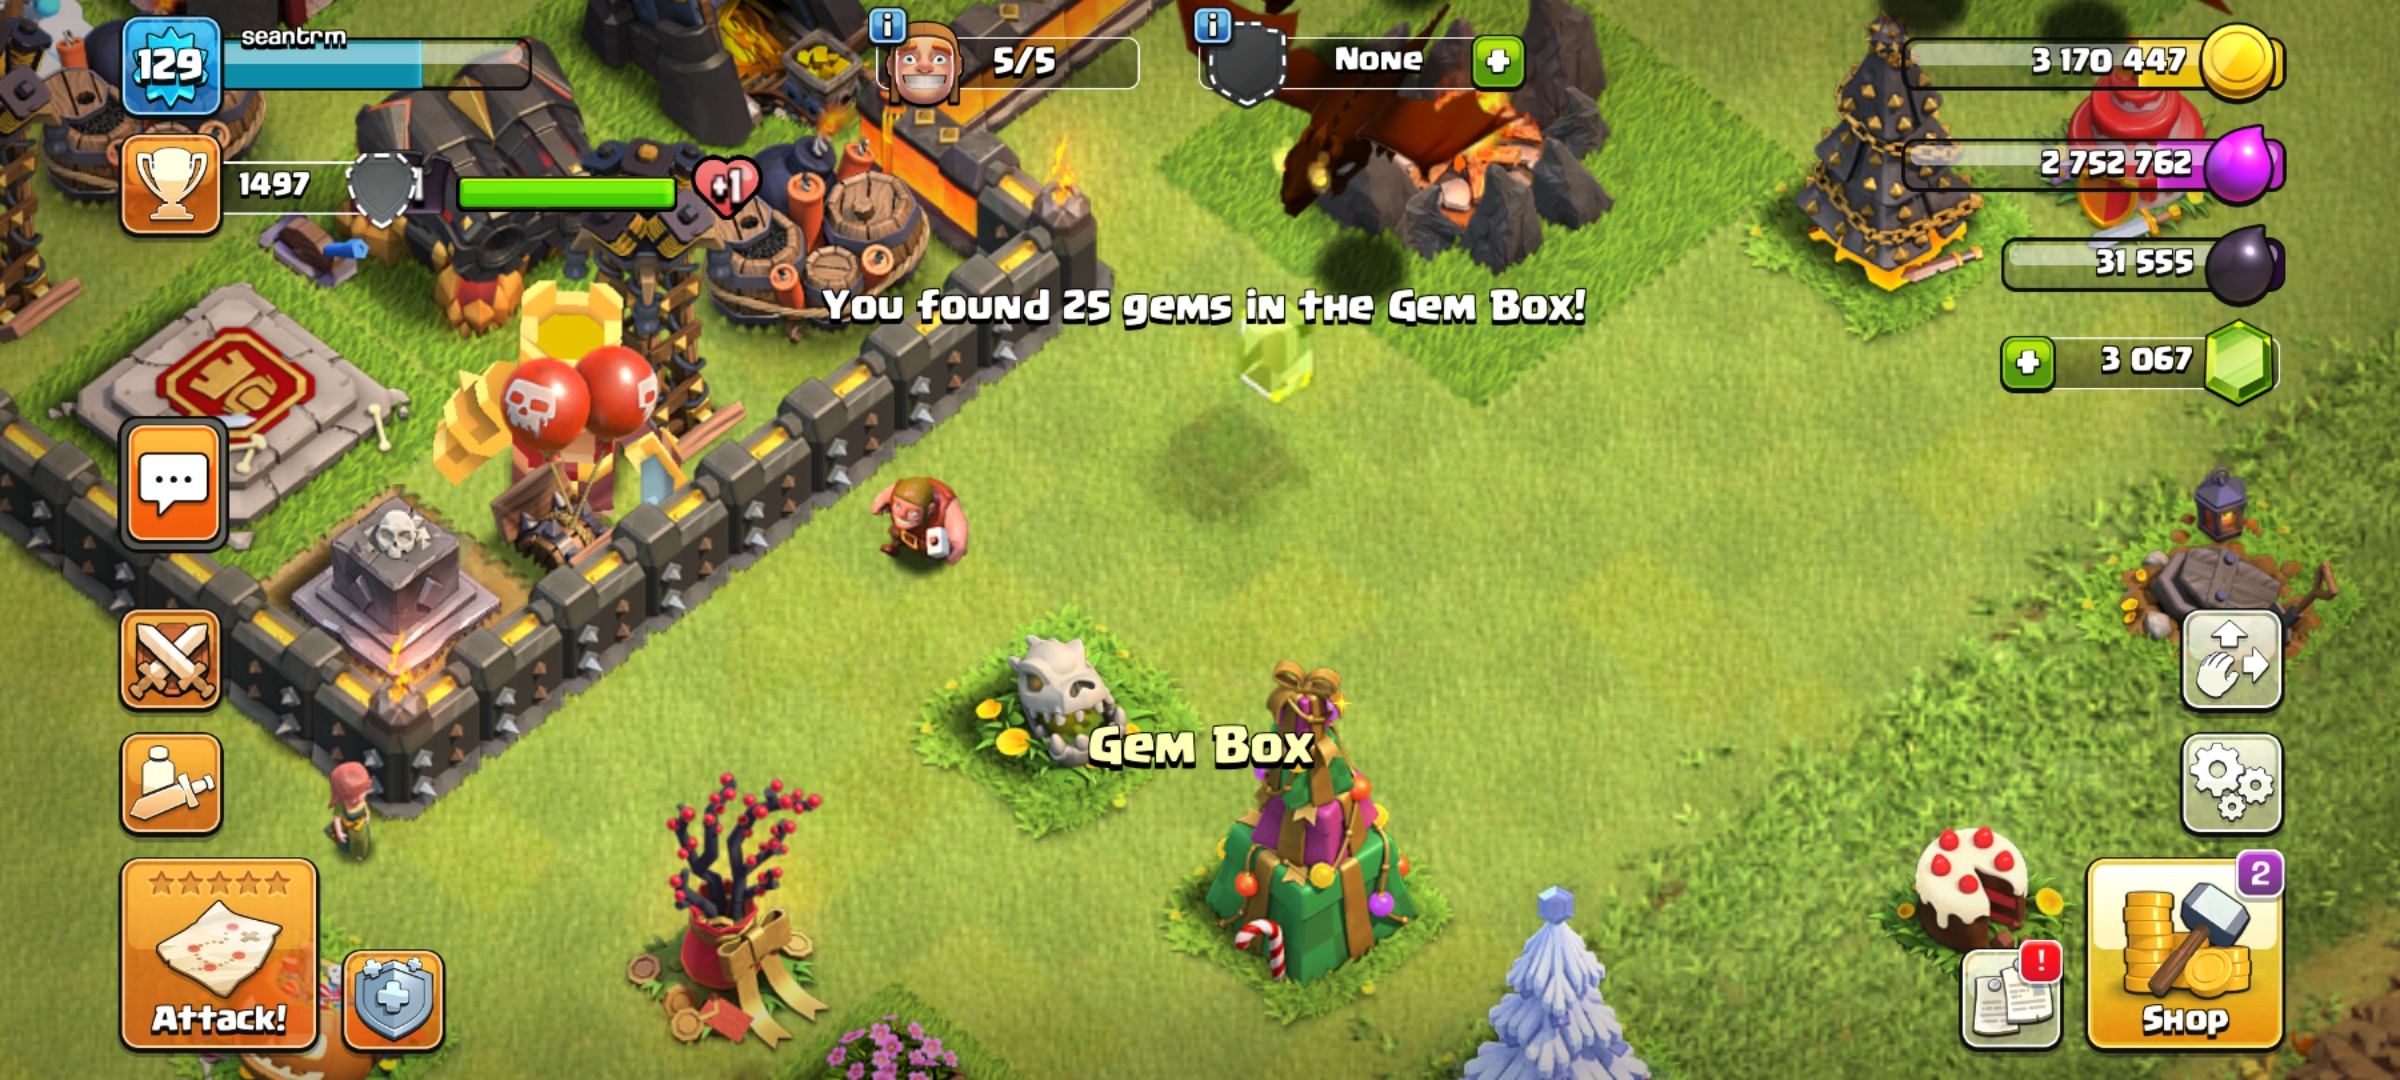 129
seantrm
5/5
None
3 170 447
1497
+1
2 752 762
31 555
You found 25 gems in the Gem Box!
3 067
Gem Box
2
!
Attack!
Shop